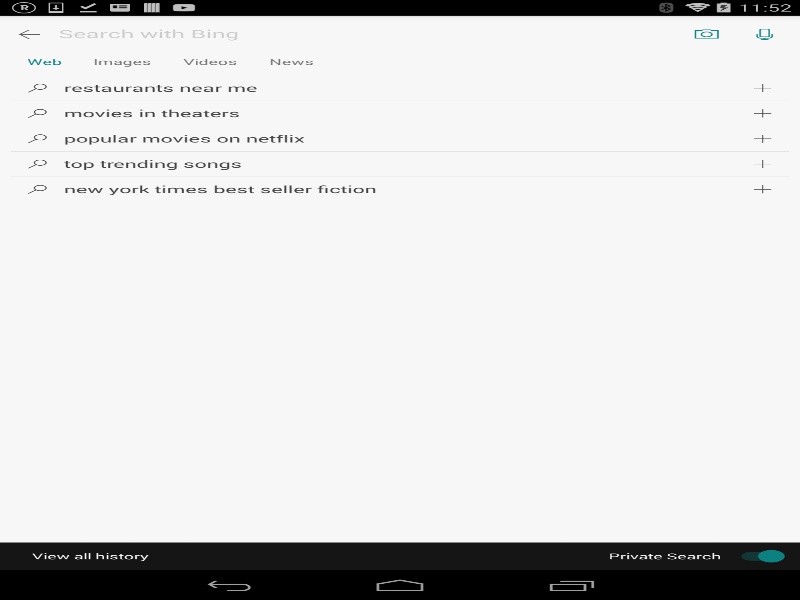 R 11:52
Search with Bing
Web Images Videos News
restaurants near me
movies in theaters
popular movies on netflix
top trending songs
new york times best seller fiction
View all history Private Search